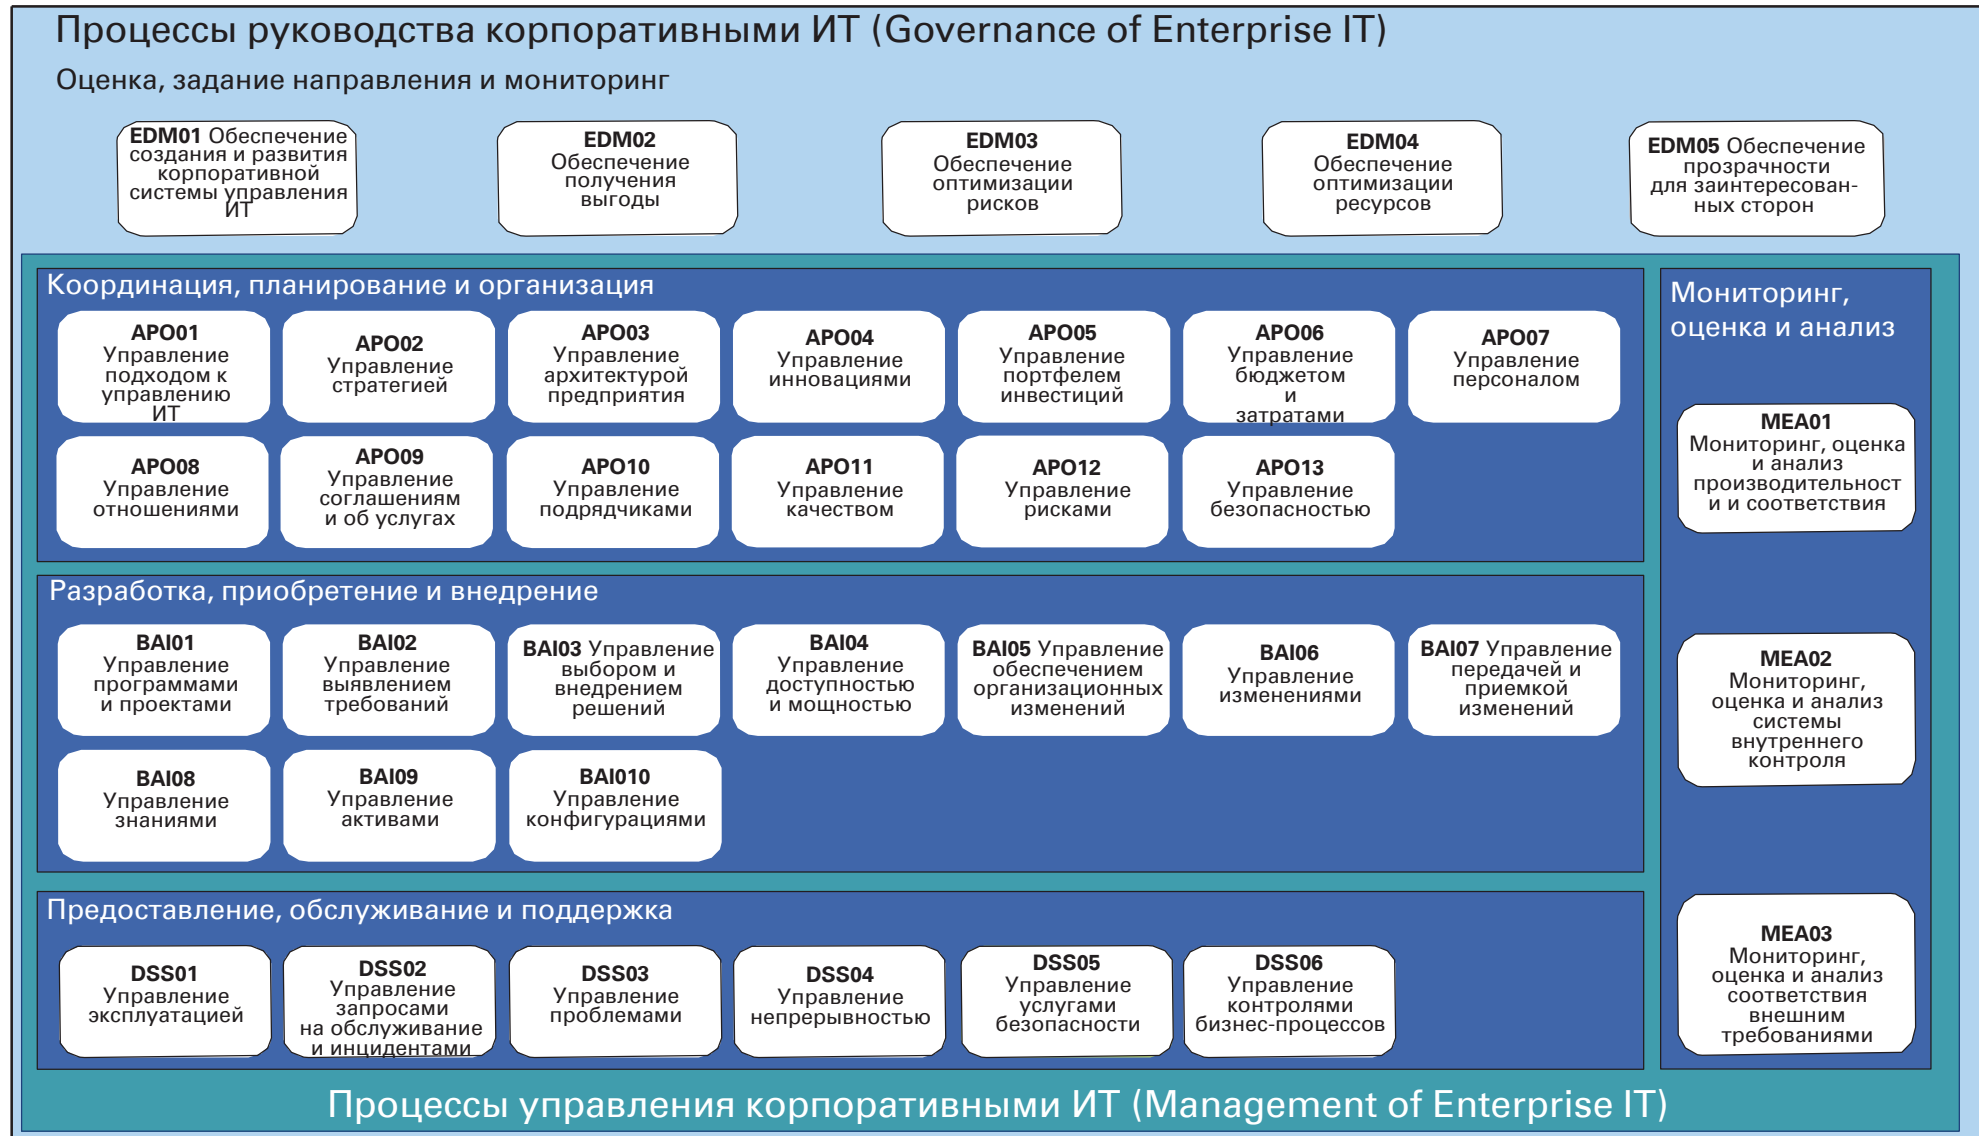 Процессы руководства корпоративными ИТ (Governance of Enterprise IT)
Оценка, задание направления и мониторинг
EDM01 Обеспечение
создания и развития
корпоративной
системы управления
ИТ
EDM02
Обеспечение
получения
выгоды
EDM03
Обеспечение
оптимизации
рисков
EDM04
Обеспечение
оптимизации
ресурсов
EDM05 Обеспечение
прозрачности
для заинтересован-
ных сторон
Координация, планирование и организация
APO01
Управление
подходом к
управлению
ИТ
APO02
Управление
стратегией
APO03
Управление
архитектурой
предприятия
APO04
Управление
инновациями
APO05
Управление
портфелем
инвестиций
APO06
Управление
бюджетом
и
затратами
APO07
Управление
персоналом
APO08
Управление
отношениями
APO09
Управление
соглашениям
и об услугах
APO10
Управление
подрядчиками
APO11
Управление
качеством
APO12
Управление
рисками
APO13
Управление
безопасностью
Разработка, приобретение и внедрение
BAI01
Управление
программами
и проектами
BAI02
Управление
выявлением
требований
BAI03 Управление
выбором и
внедрением
решений
BAI04
Управление
доступностью
и мощностью
BAI05 Управление
обеспечением
организационных
изменений
BAI06
Управление
изменениями
BAI07 Управление
передачей и
приемкой
изменений
BAI08
Управление
знаниями
BAI09
Управление
активами
BAI010
Управление
конфигурациями
Предоставление, обслуживание и поддержка
DSS01
Управление
эксплуатацией
DSS02
Управление
запросами
на обслуживание
и инцидентами
DSS03
Управление
проблемами
DSS04
Управление
непрерывностью
DSS05
Управление
услугами
безопасности
DSS06
Управление
контролями
бизнес-процессов
Мониторинг,
оценка и анализ
MEA01
Мониторинг, оценка
и анализ
производительност
и и соответствия
MEA02
Мониторинг,
оценка и анализ
системы
внутреннего
контроля
MEA03
Мониторинг,
оценка и анализ
соответствия
внешним
требованиями
Процессы управления корпоративными ИТ (Management of Enterprise IT)